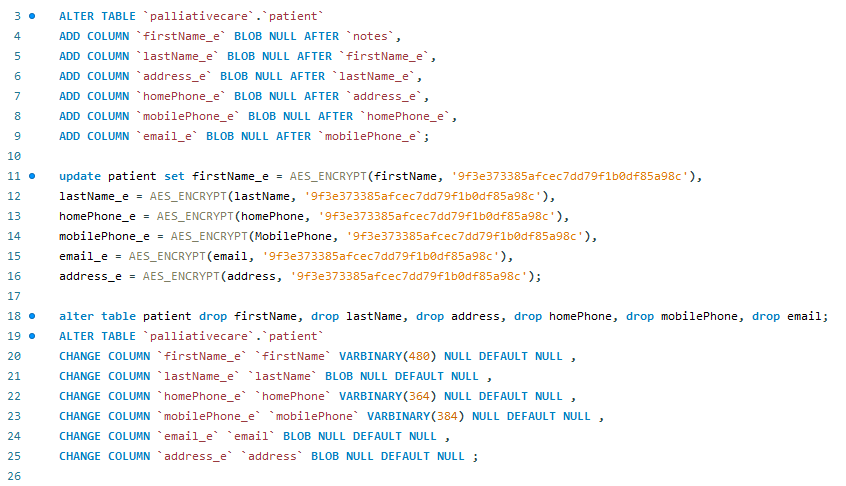 3 ALTER TABLE `palliativecare`.`patient`
4 ADD COLUMN `firstName_e` BLOB NULL AFTER `notes`,
5 ADD COLUMN `lastName_e` BLOB NULL AFTER `firstName_e`,
6 ADD COLUMN `address_e` BLOB NULL AFTER `lastName_e`,
7 ADD COLUMN `homePhone_e` BLOB NULL AFTER `address_e`,
8 ADD COLUMN `mobilePhone_e` BLOB NULL AFTER `homePhone_e`,
9 ADD COLUMN `email_e` BLOB NULL AFTER `mobilePhone_e`;
10
11 update patient set firstName_e = AES_ENCRYPT(firstName, '9f3e373385afcec7dd79f1b0df85a98c'),
12 lastName_e = AES_ENCRYPT(lastName, '9f3e373385afcec7dd79f1b0df85a98c'),
13 homePhone_e = AES_ENCRYPT(homePhone, '9f3e373385afcec7dd79f1b0df85a98c'),
14 mobilePhone_e = AES_ENCRYPT(MobilePhone, '9f3e373385afcec7dd79f1b0df85a98c'),
15 email_e = AES_ENCRYPT(email, '9f3e373385afcec7dd79f1b0df85a98c'),
16 address_e = AES_ENCRYPT(address, '9f3e373385afcec7dd79f1b0df85a98c');
17
18 alter table patient drop firstName, drop lastName, drop address, drop homePhone, drop mobilePhone, drop email;
19 ALTER TABLE `palliativecare`.`patient`
20 CHANGE COLUMN `firstName_e` `firstName` VARBINARY(480) NULL DEFAULT NULL ,
21 CHANGE COLUMN `lastName_e` `lastName` BLOB NULL DEFAULT NULL ,
22 CHANGE COLUMN `homePhone_e` `homePhone` VARBINARY(364) NULL DEFAULT NULL ,
23 CHANGE COLUMN `mobilePhone_e` `mobilePhone` VARBINARY(384) NULL DEFAULT NULL ,
24 CHANGE COLUMN `email_e` `email` BLOB NULL DEFAULT NULL ,
25 CHANGE COLUMN `address_e` `address` BLOB NULL DEFAULT NULL ;
26